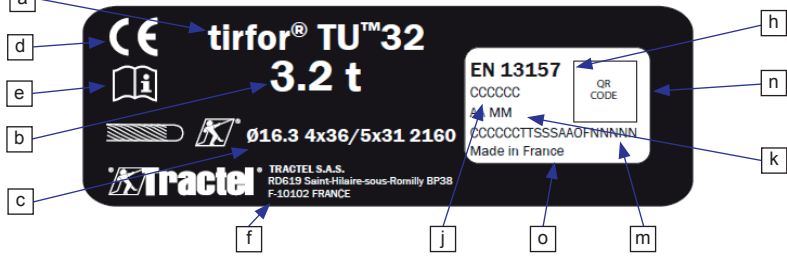 a
tirfor® TU™32
h
d
CE
3.2 t
EN 13157
QR
CODE
n
e
i
CCCCCC
AA MM
b
Ø16.3 4x36/5x31 2160
CCCCCCTTSSSAAOFNNNNN
Made in France
k
Tractel®
TRACTEL S.A.S.
RD619 Saint-Hilaire-sous-Romilly BP38
F-10102 FRANCE
c
f
j
o
m